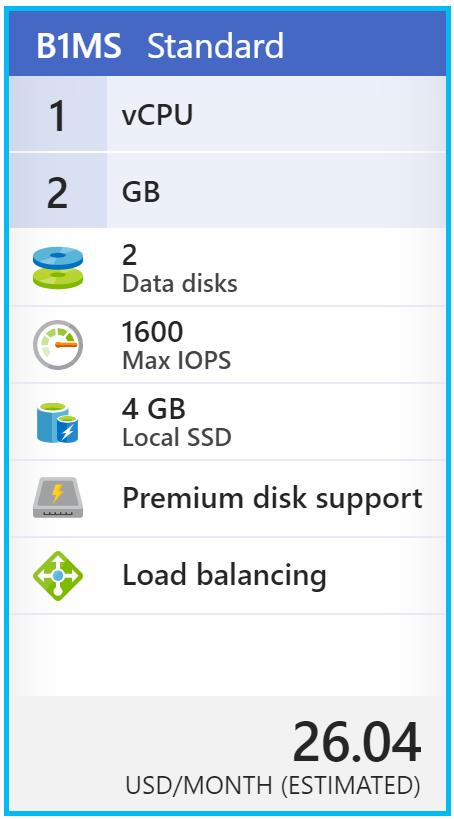 B1MS Standard
1 vCPU
2 GB
2
Data disks
1600
Max IOPS
4 GB
Local SSD
Premium disk support
Load balancing
26.04
USD/MONTH (ESTIMATED)